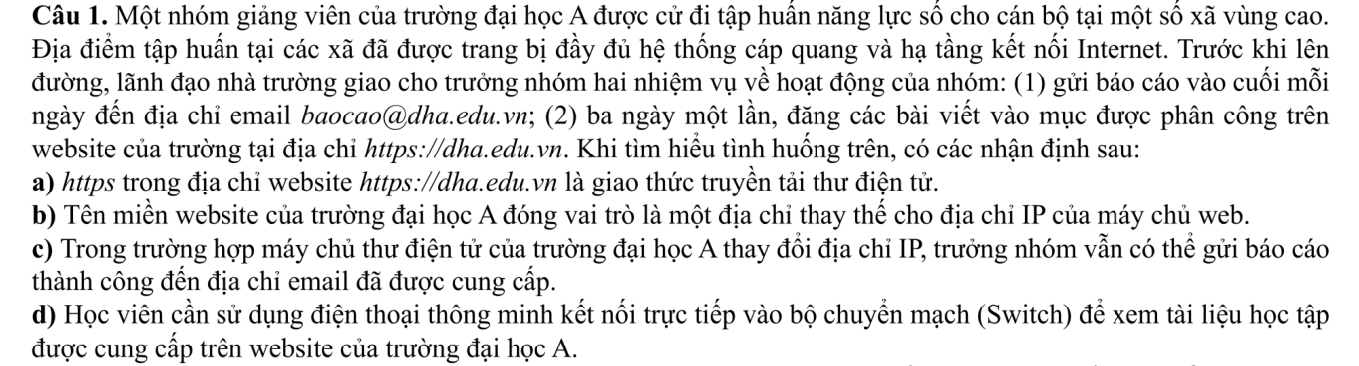 Câu 1. Một nhóm giảng viên của trường đại học A được cử đi tập huấn năng lực số cho cán bộ tại một số xã vùng cao.
Địa điểm tập huấn tại các xã đã được trang bị đầy đủ hệ thống cáp quang và hạ tầng kết nối Internet. Trước khi lên
đường, lãnh đạo nhà trường giao cho trưởng nhóm hai nhiệm vụ về hoạt động của nhóm: (1) gửi báo cáo vào cuối mỗi
ngày đến địa chỉ email baocao@dha.edu.vn; (2) ba ngày một lần, đăng các bài viết vào mục được phân công trên
website của trường tại địa chỉ https://dha.edu.vn. Khi tìm hiểu tình huống trên, có các nhận định sau:
a) https trong địa chỉ website https://dha.edu.vn là giao thức truyền tải thư điện tử.
b) Tên miền website của trường đại học A đóng vai trò là một địa chỉ thay thế cho địa chỉ IP của máy chủ web.
c) Trong trường hợp máy chủ thư điện tử của trường đại học A thay đổi địa chỉ IP, trưởng nhóm vẫn có thể gửi báo cáo
thành công đến địa chỉ email đã được cung cấp.
d) Học viên cần sử dụng điện thoại thông minh kết nối trực tiếp vào bộ chuyển mạch (Switch) để xem tài liệu học tập
được cung cấp trên website của trường đại học A.